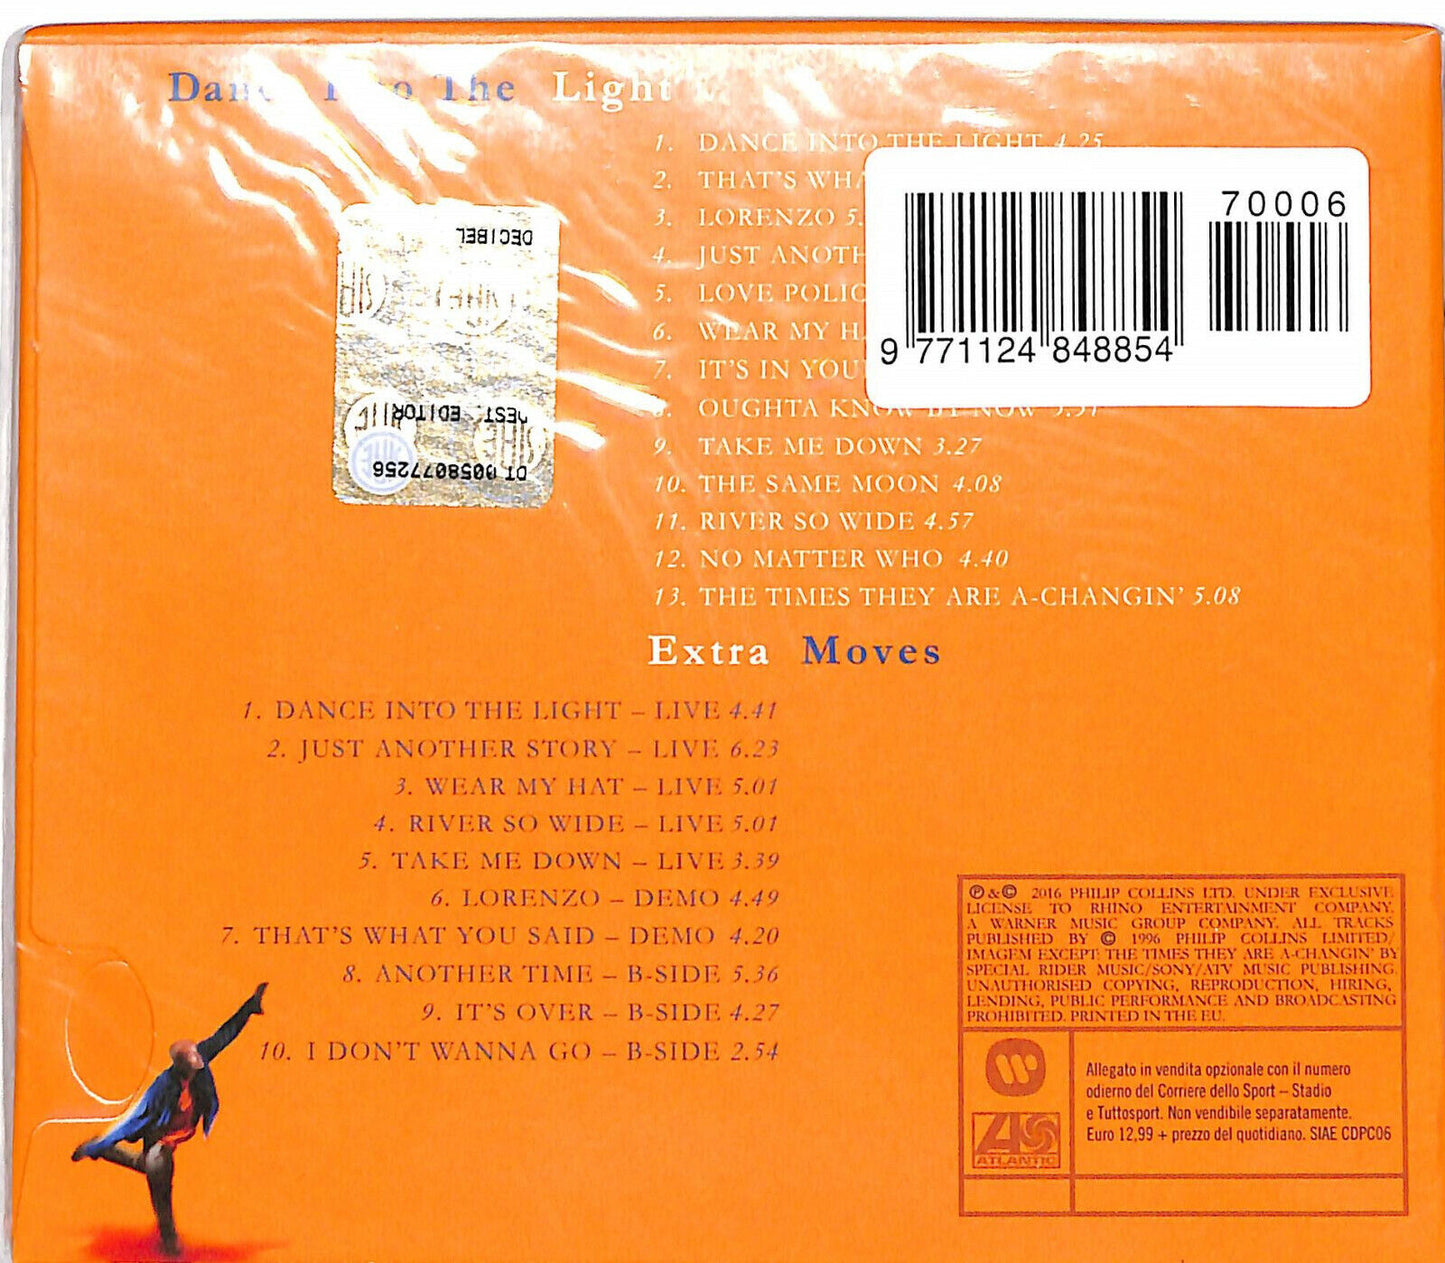 Dance Into The Light
1. DANCE INTO THE LIGHT 4.25
2. THAT'S WHA
3. LORENZO 5.
4. JUST ANOTH
5. LOVE POLIC
6. WEAR MY H
7. IT'S IN YOU
8. OUGHTA KNOW BY NOW 5.31
9. TAKE ME DOWN 3.27
10. THE SAME MOON 4.08
11. RIVER SO WIDE 4.57
12. NO MATTER WHO 4.40
13. THE TIMES THEY ARE A-CHANGIN' 5.08
70006
9 771124 848854
DECIBEL
DEST. EDITORI
DT 0058077256
Extra Moves
1. DANCE INTO THE LIGHT – LIVE 4.41
2. JUST ANOTHER STORY – LIVE 6.23
3. WEAR MY HAT – LIVE 5.01
4. RIVER SO WIDE – LIVE 5.01
5. TAKE ME DOWN – LIVE 3.39
6. LORENZO – DEMO 4.49
7. THAT'S WHAT YOU SAID – DEMO 4.20
8. ANOTHER TIME – B-SIDE 5.36
9. IT'S OVER – B-SIDE 4.27
10. I DON'T WANNA GO – B-SIDE 2.54
℗ & © 2016 PHILIP COLLINS LTD. UNDER EXCLUSIVE
LICENSE TO RHINO ENTERTAINMENT COMPANY,
A WARNER MUSIC GROUP COMPANY. ALL TRACKS
PUBLISHED BY © 1996 PHILIP COLLINS LIMITED/
IMAGEM EXCEPT: THE TIMES THEY ARE A-CHANGIN' BY
SPECIAL RIDER MUSIC/SONY/ATV MUSIC PUBLISHING.
UNAUTHORISED COPYING, REPRODUCTION, HIRING,
LENDING, PUBLIC PERFORMANCE AND BROADCASTING
PROHIBITED. PRINTED IN THE EU.
ATLANTIC
Allegato in vendita opzionale con il numero
odierno del Corriere dello Sport – Stadio
e Tuttosport. Non vendibile separatamente.
Euro 12,99 + prezzo del quotidiano. SIAE CDPC06